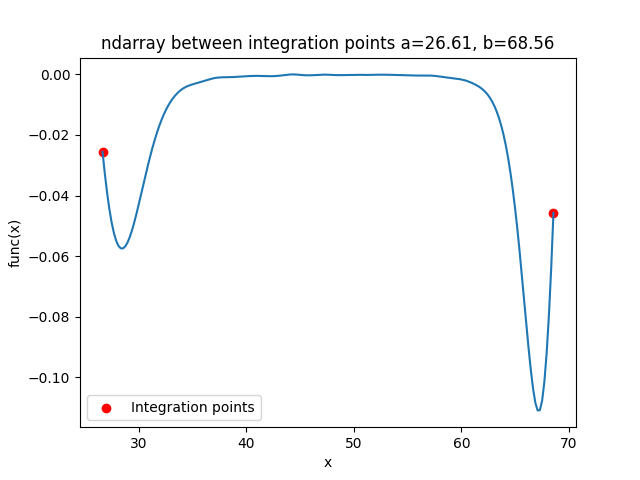 ndarray between integration points a=26.61, b=68.56
0.00
−0.02
−0.04
−0.06
−0.08
−0.10
func(x)
Integration points
30
40
50
60
70
x